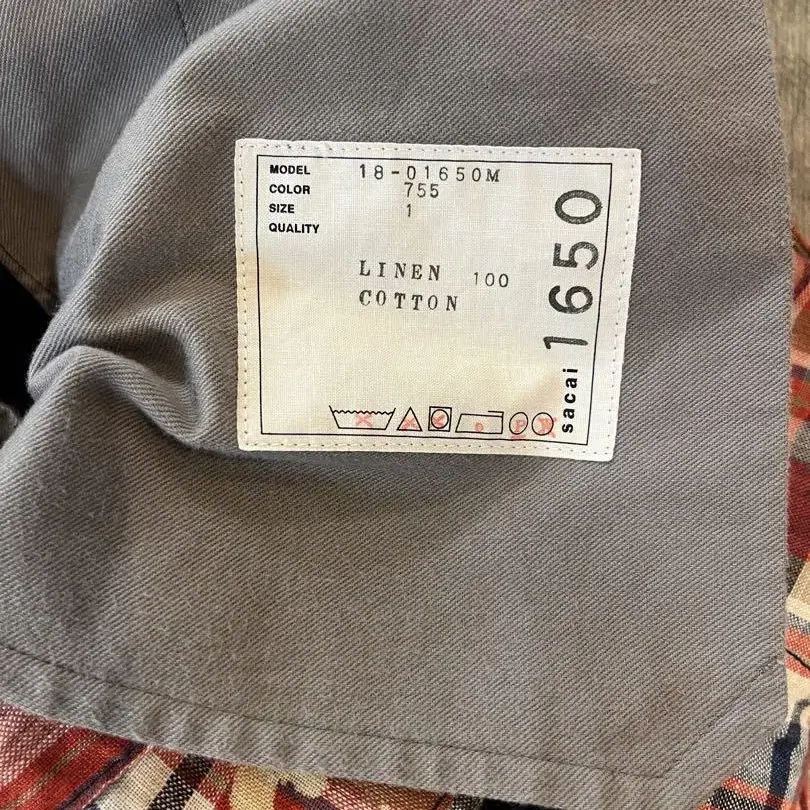 MODEL 18-01650M
COLOR 755
SIZE 1
QUALITY
LINEN 100
COTTON
P
sacai 1650